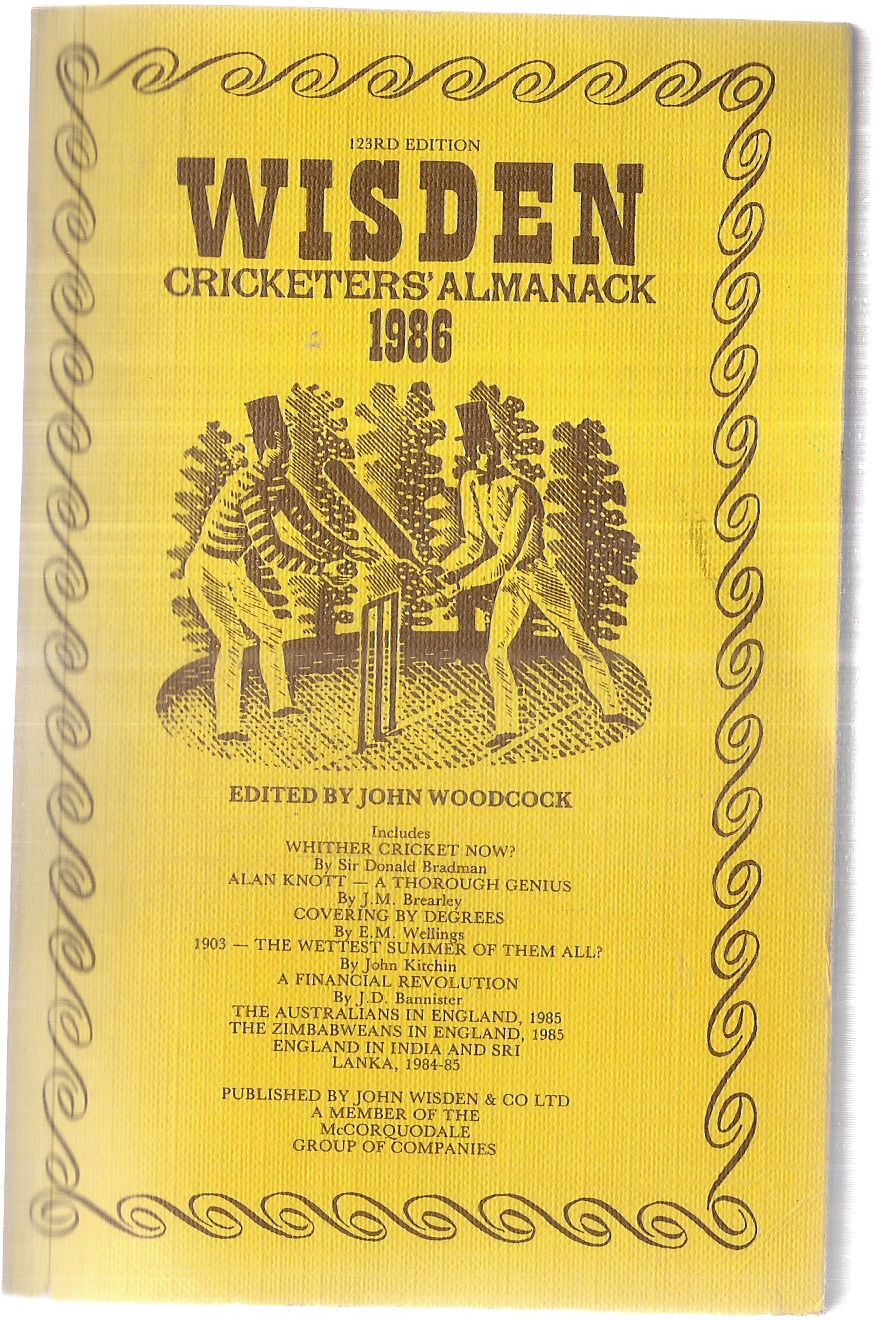 123RD EDITION
WISDEN
CRICKETERS' ALMANACK
1986
EDITED BY JOHN WOODCOCK
Includes
WHITHER CRICKET NOW?
By Sir Donald Bradman
ALAN KNOTT — A THOROUGH GENIUS
By J.M. Brearley
COVERING BY DEGREES
By E.M. Wellings
1903 — THE WETTEST SUMMER OF THEM ALL?
By John Kitchin
A FINANCIAL REVOLUTION
By J.D. Bannister
THE AUSTRALIANS IN ENGLAND, 1985
THE ZIMBABWEANS IN ENGLAND, 1985
ENGLAND IN INDIA AND SRI
LANKA, 1984-85
PUBLISHED BY JOHN WISDEN & CO LTD
A MEMBER OF THE
McCORQUODALE
GROUP OF COMPANIES